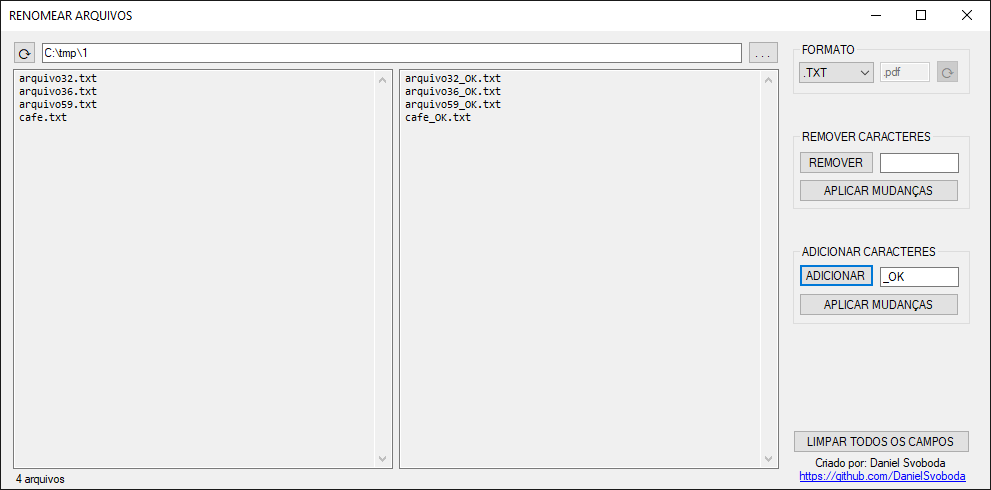 RENOMEAR ARQUIVOS
C:\tmp\1
...
arquivo32.txt
arquivo36.txt
arquivo59.txt
cafe.txt
arquivo32_OK.txt
arquivo36_OK.txt
arquivo59_OK.txt
cafe_OK.txt
4 arquivos
FORMATO
.TXT
.pdf
REMOVER CARACTERES
REMOVER
APLICAR MUDANÇAS
ADICIONAR CARACTERES
ADICIONAR
_OK
APLICAR MUDANÇAS
LIMPAR TODOS OS CAMPOS
Criado por: Daniel Svoboda
https://github.com/DanielSvoboda